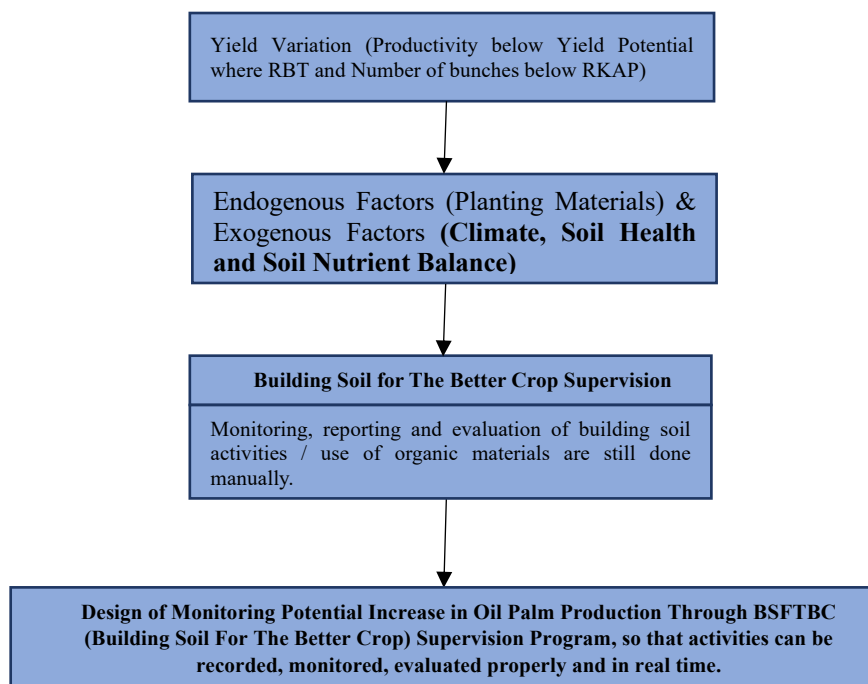 Yield Variation (Productivity below Yield Potential
where RBT and Number of bunches below RKAP)
Endogenous Factors (Planting Materials) &
Exogenous Factors (Climate, Soil Health
and Soil Nutrient Balance)
Building Soil for The Better Crop Supervision
Monitoring, reporting and evaluation of building soil
activities / use of organic materials are still done
manually.
Design of Monitoring Potential Increase in Oil Palm Production Through BSFTBC
(Building Soil For The Better Crop) Supervision Program, so that activities can be
recorded, monitored, evaluated properly and in real time.